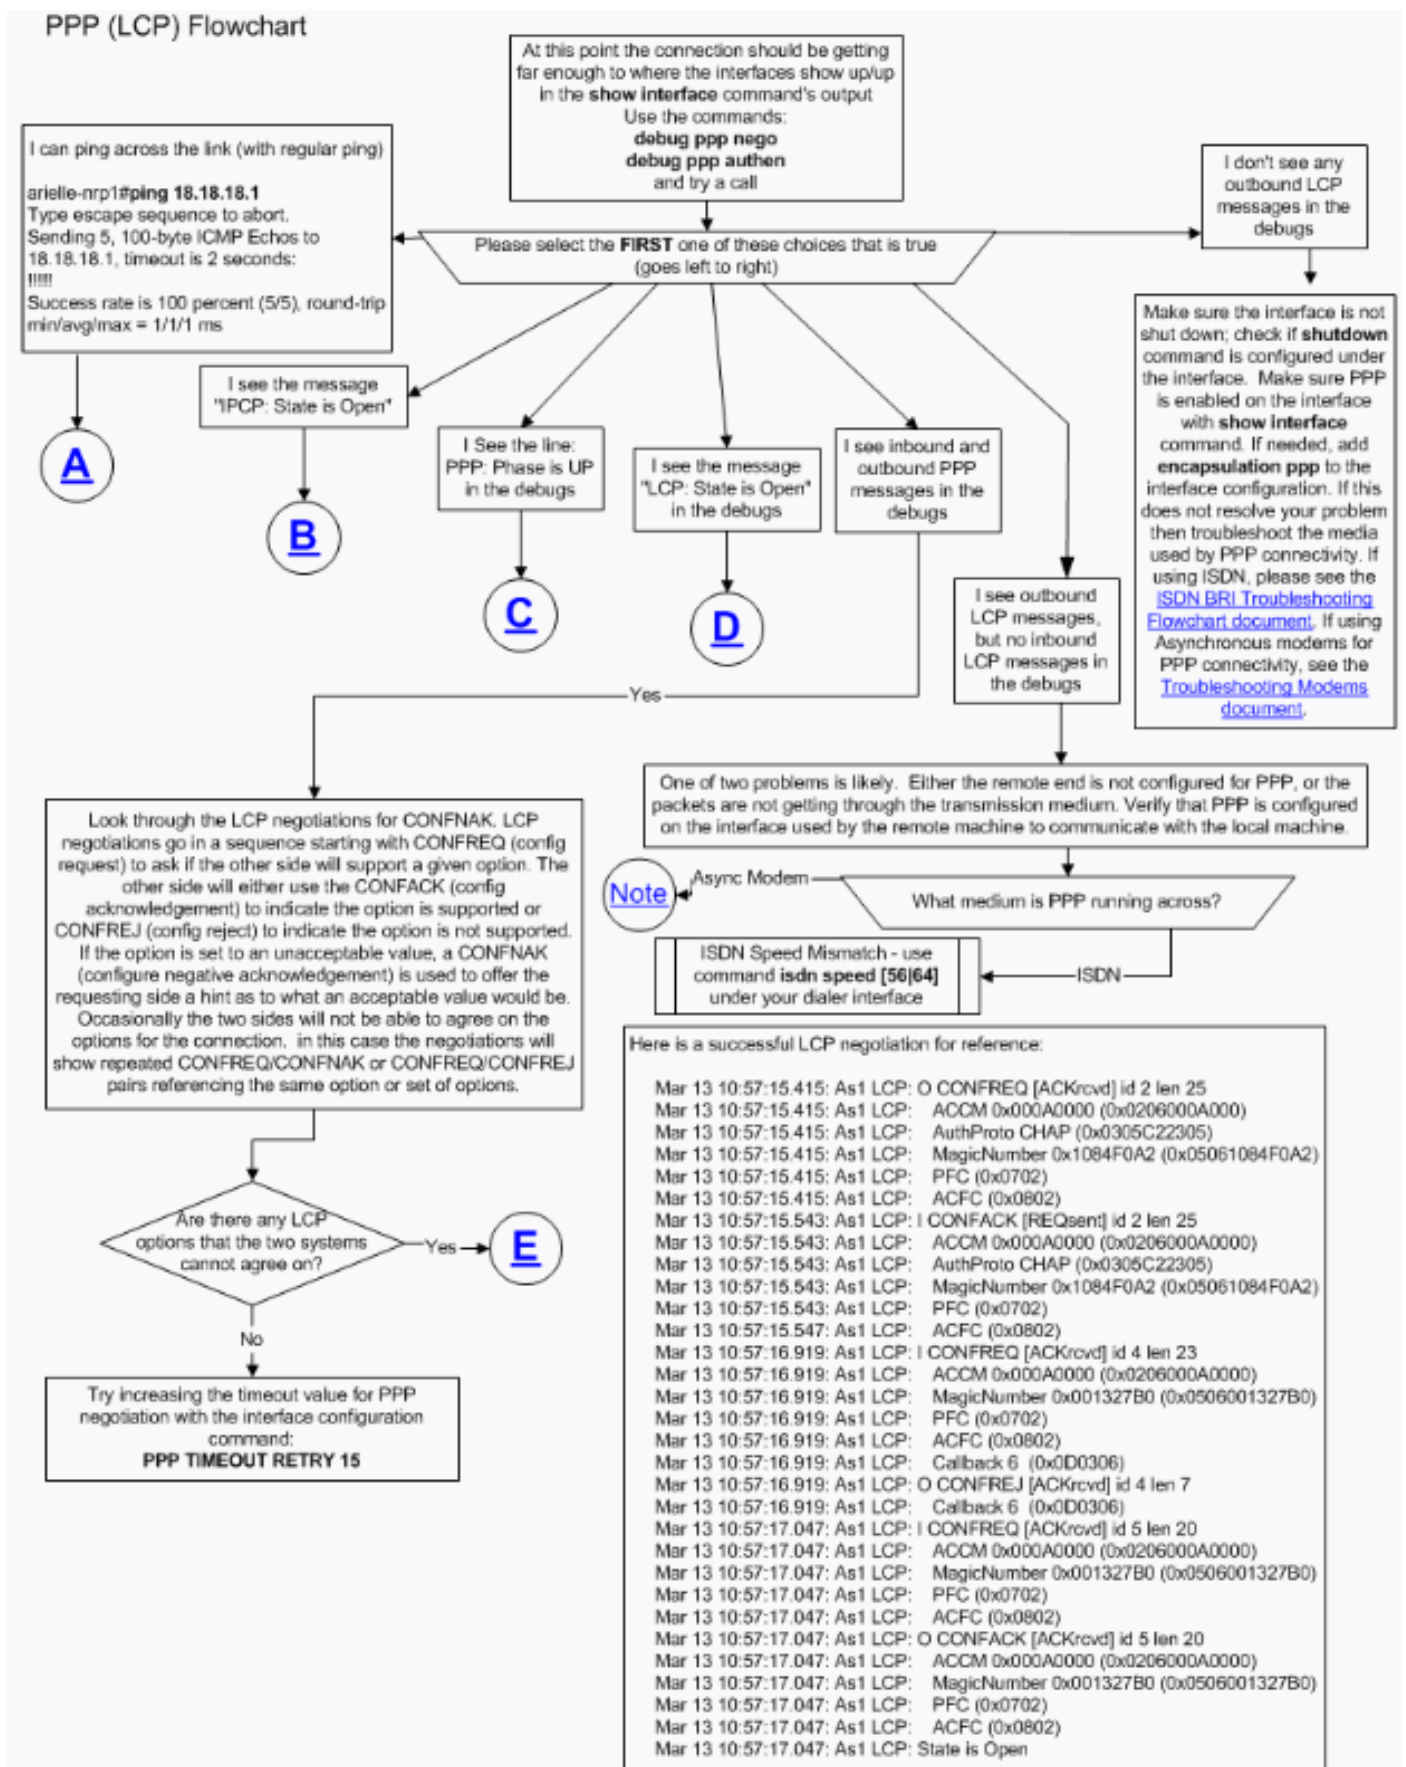 PPP (LCP) Flowchart
At this point the connection should be getting
far enough to where the interfaces show up/up
in the show interface command's output
Use the commands:
debug ppp nego
debug ppp authen
and try a call
I can ping across the link (with regular ping)
arielle-nrp1#ping 18.18.18.1
Type escape sequence to abort.
Sending 5, 100-byte ICMP Echos to
18.18.18.1, timeout is 2 seconds:
!!!!!
Success rate is 100 percent (5/5), round-trip
min/avg/max = 1/1/1 ms
Please select the FIRST one of these choices that is true
(goes left to right)
I don't see any
outbound LCP
messages in the
debugs
A
I see the message
"IPCP: State is Open"
B
I See the line:
PPP: Phase is UP
in the debugs
C
I see the message
"LCP: State is Open"
in the debugs
D
I see inbound and
outbound PPP
messages in the
debugs
I see outbound
LCP messages,
but no inbound
LCP messages in
the debugs
Make sure the interface is not
shut down; check if shutdown
command is configured under
the interface. Make sure PPP
is enabled on the interface
with show interface
command. If needed, add
encapsulation ppp to the
interface configuration. If this
does not resolve your problem
then troubleshoot the media
used by PPP connectivity. If
using ISDN, please see the
ISDN BRI Troubleshooting
Flowchart document. If using
Asynchronous modems for
PPP connectivity, see the
Troubleshooting Modems
document.
Yes
One of two problems is likely. Either the remote end is not configured for PPP, or the
packets are not getting through the transmission medium. Verify that PPP is configured
on the interface used by the remote machine to communicate with the local machine.
What medium is PPP running across?
Async Modem
Note
ISDN
ISDN Speed Mismatch - use
command isdn speed [56|64]
under your dialer interface
Look through the LCP negotiations for CONFNAK. LCP
negotiations go in a sequence starting with CONFREQ (config
request) to ask if the other side will support a given option. The
other side will either use the CONFACK (config
acknowledgement) to indicate the option is supported or
CONFREJ (config reject) to indicate the option is not supported.
If the option is set to an unacceptable value, a CONFNAK
(configure negative acknowledgement) is used to offer the
requesting side a hint as to what an acceptable value would be.
Occasionally the two sides will not be able to agree on the
options for the connection. in this case the negotiations will
show repeated CONFREQ/CONFNAK or CONFREQ/CONFREJ
pairs referencing the same option or set of options.
Are there any LCP
options that the two systems
cannot agree on?
Yes
E
No
Try increasing the timeout value for PPP
negotiation with the interface configuration
command:
PPP TIMEOUT RETRY 15
Here is a successful LCP negotiation for reference:
Mar 13 10:57:15.415: As1 LCP: O CONFREQ [ACKrcvd] id 2 len 25
Mar 13 10:57:15.415: As1 LCP: ACCM 0x000A0000 (0x0206000A000)
Mar 13 10:57:15.415: As1 LCP: AuthProto CHAP (0x0305C22305)
Mar 13 10:57:15.415: As1 LCP: MagicNumber 0x1084F0A2 (0x05061084F0A2)
Mar 13 10:57:15.415: As1 LCP: PFC (0x0702)
Mar 13 10:57:15.415: As1 LCP: ACFC (0x0802)
Mar 13 10:57:15.543: As1 LCP: I CONFACK [REQsent] id 2 len 25
Mar 13 10:57:15.543: As1 LCP: ACCM 0x000A0000 (0x0206000A0000)
Mar 13 10:57:15.543: As1 LCP: AuthProto CHAP (0x0305C22305)
Mar 13 10:57:15.543: As1 LCP: MagicNumber 0x1084F0A2 (0x05061084F0A2)
Mar 13 10:57:15.543: As1 LCP: PFC (0x0702)
Mar 13 10:57:15.547: As1 LCP: ACFC (0x0802)
Mar 13 10:57:16.919: As1 LCP: I CONFREQ [ACKrcvd] id 4 len 23
Mar 13 10:57:16.919: As1 LCP: ACCM 0x000A0000 (0x0206000A0000)
Mar 13 10:57:16.919: As1 LCP: MagicNumber 0x001327B0 (0x0506001327B0)
Mar 13 10:57:16.919: As1 LCP: PFC (0x0702)
Mar 13 10:57:16.919: As1 LCP: ACFC (0x0802)
Mar 13 10:57:16.919: As1 LCP: Callback 6 (0x0D0306)
Mar 13 10:57:16.919: As1 LCP: O CONFREJ [ACKrcvd] id 4 len 7
Mar 13 10:57:16.919: As1 LCP: Callback 6 (0x0D0306)
Mar 13 10:57:17.047: As1 LCP: I CONFREQ [ACKrcvd] id 5 len 20
Mar 13 10:57:17.047: As1 LCP: ACCM 0x000A0000 (0x0206000A0000)
Mar 13 10:57:17.047: As1 LCP: MagicNumber 0x001327B0 (0x0506001327B0)
Mar 13 10:57:17.047: As1 LCP: PFC (0x0702)
Mar 13 10:57:17.047: As1 LCP: ACFC (0x0802)
Mar 13 10:57:17.047: As1 LCP: O CONFACK [ACKrcvd] id 5 len 20
Mar 13 10:57:17.047: As1 LCP: ACCM 0x000A0000 (0x0206000A0000)
Mar 13 10:57:17.047: As1 LCP: MagicNumber 0x001327B0 (0x0506001327B0)
Mar 13 10:57:17.047: As1 LCP: PFC (0x0702)
Mar 13 10:57:17.047: As1 LCP: ACFC (0x0802)
Mar 13 10:57:17.047: As1 LCP: State is Open